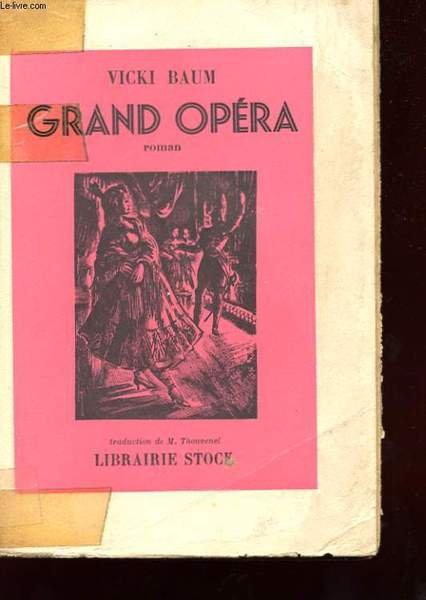 Le-livre.com
VICKI BAUM
GRAND OPÉRA
roman
traduction de M. Thouvenel
LIBRAIRIE STOCK